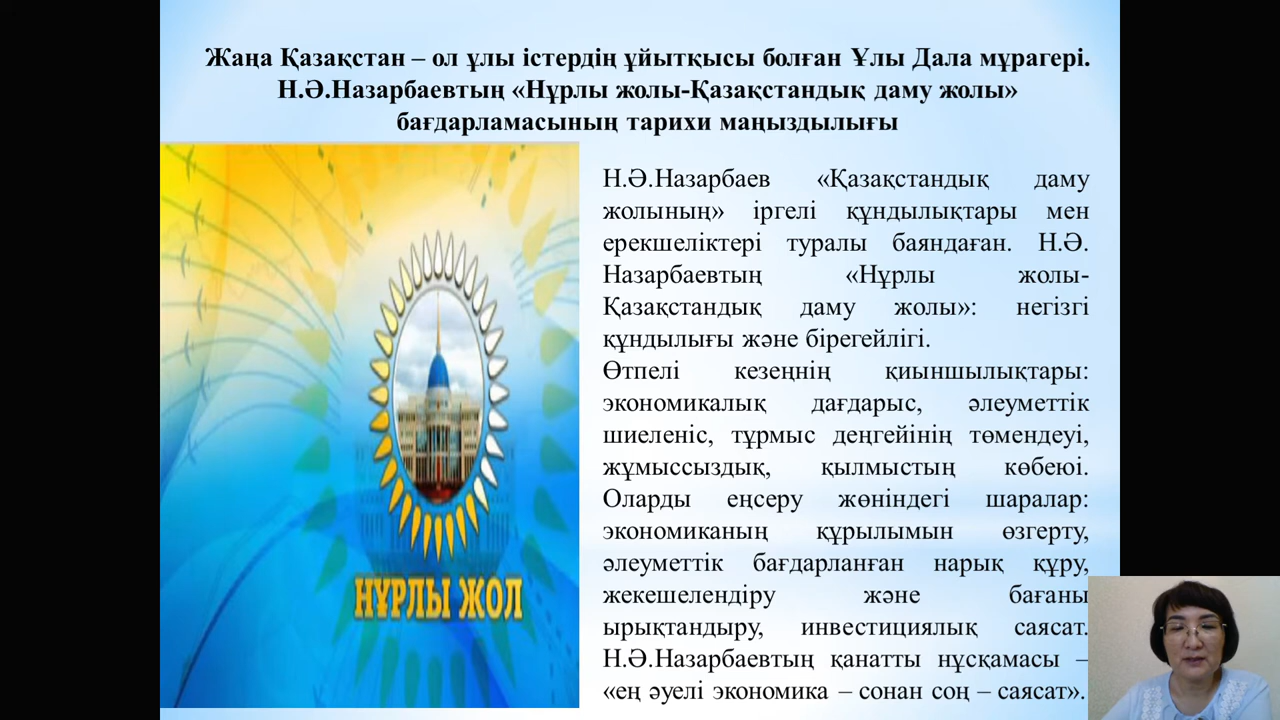 Жаңа Қазақстан – ол ұлы істердің ұйытқысы болған Ұлы Дала мұрагері.
Н.Ә.Назарбаевтың «Нұрлы жолы-Қазақстандық даму жолы»
бағдарламасының тарихи маңыздылығы
Н.Ә.Назарбаев «Қазақстандық даму
жолының» іргелі құндылықтары мен
ерекшеліктері туралы баяндаған. Н.Ә.
Назарбаевтың «Нұрлы жолы-
Қазақстандық даму жолы»: негізгі
құндылығы және бірегейлігі.
Өтпелі кезеңнің қиыншылықтары:
экономикалық дағдарыс, әлеуметтік
шиеленіс, тұрмыс деңгейінің төмендеуі,
жұмыссыздық, қылмыстың көбеюі.
Оларды еңсеру жөніндегі шаралар:
экономиканың құрылымын өзгерту,
әлеуметтік бағдарланған нарық құру,
жекешелендіру және бағаны
ырықтандыру, инвестициялық саясат.
Н.Ә.Назарбаевтың қанатты нұсқамасы –
«ең әуелі экономика – сонан соң – саясат».
НҰРЛЫ ЖОЛ